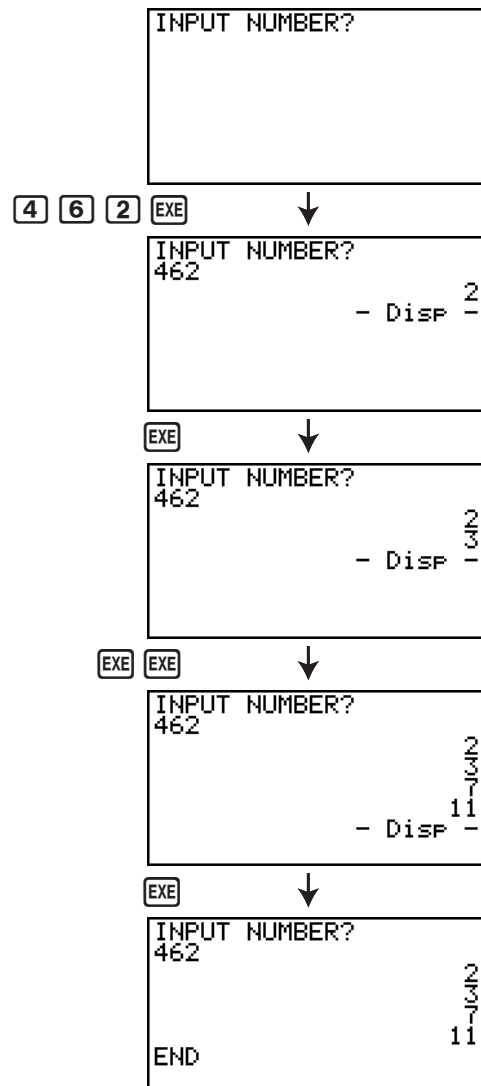 INPUT NUMBER?
4 6 2 EXE
INPUT NUMBER?
462
2
- Disp -
EXE
INPUT NUMBER?
462
2
3
- Disp -
EXE EXE
INPUT NUMBER?
462
2
3
7
11
- Disp -
EXE
INPUT NUMBER?
462
2
3
7
11
END